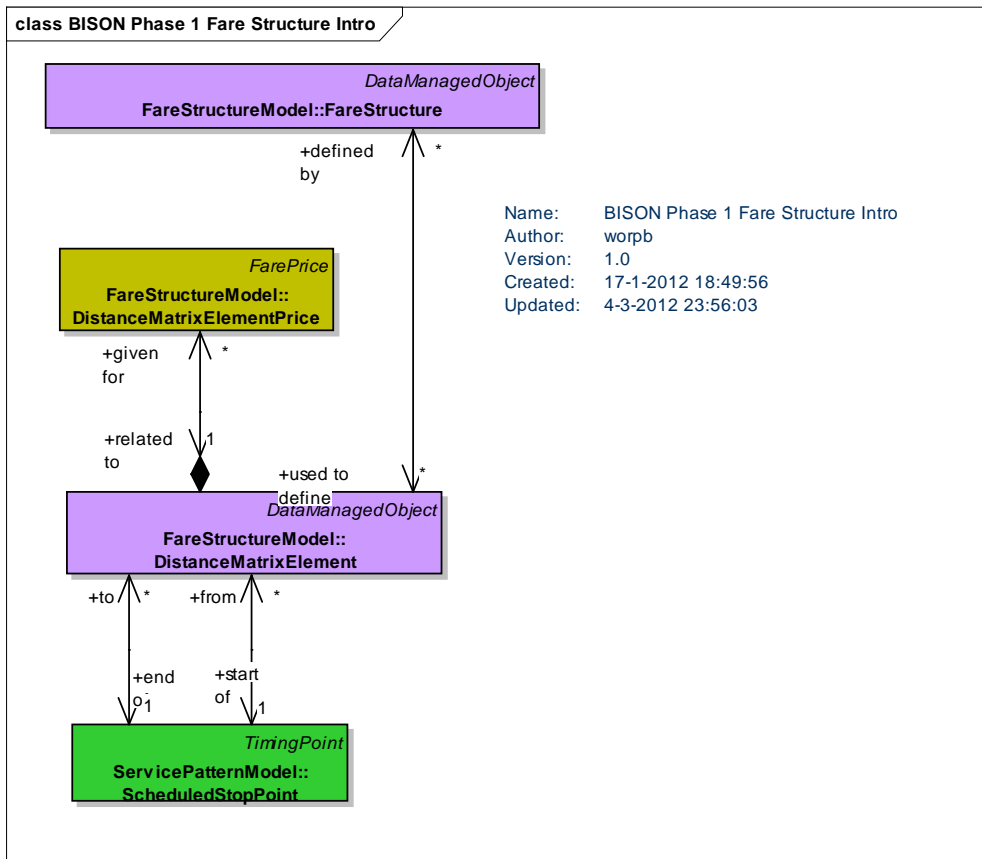 class BISON Phase 1 Fare Structure Intro
DataManagedObject
FareStructureModel::FareStructure
+defined
by
*
Name: BISON Phase 1 Fare Structure Intro
Author: worpb
Version: 1.0
Created: 17-1-2012 18:49:56
Updated: 4-3-2012 23:56:03
FarePrice
FareStructureModel::
DistanceMatrixElementPrice
+given
for
*
+related
to
1
+used to
define
*
DataManagedObject
FareStructureModel::
DistanceMatrixElement
+to
*
+from
*
+end
1
+start
of
1
TimingPoint
ServicePatternModel::
ScheduledStopPoint